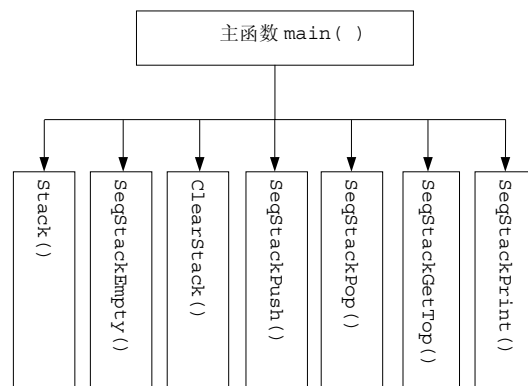 主函数 main( )
Stack()
SeqStackEmpty()
ClearStack()
SeqStackPush()
SeqStackPop()
SeqStackGetTop()
SeqStackPrint()